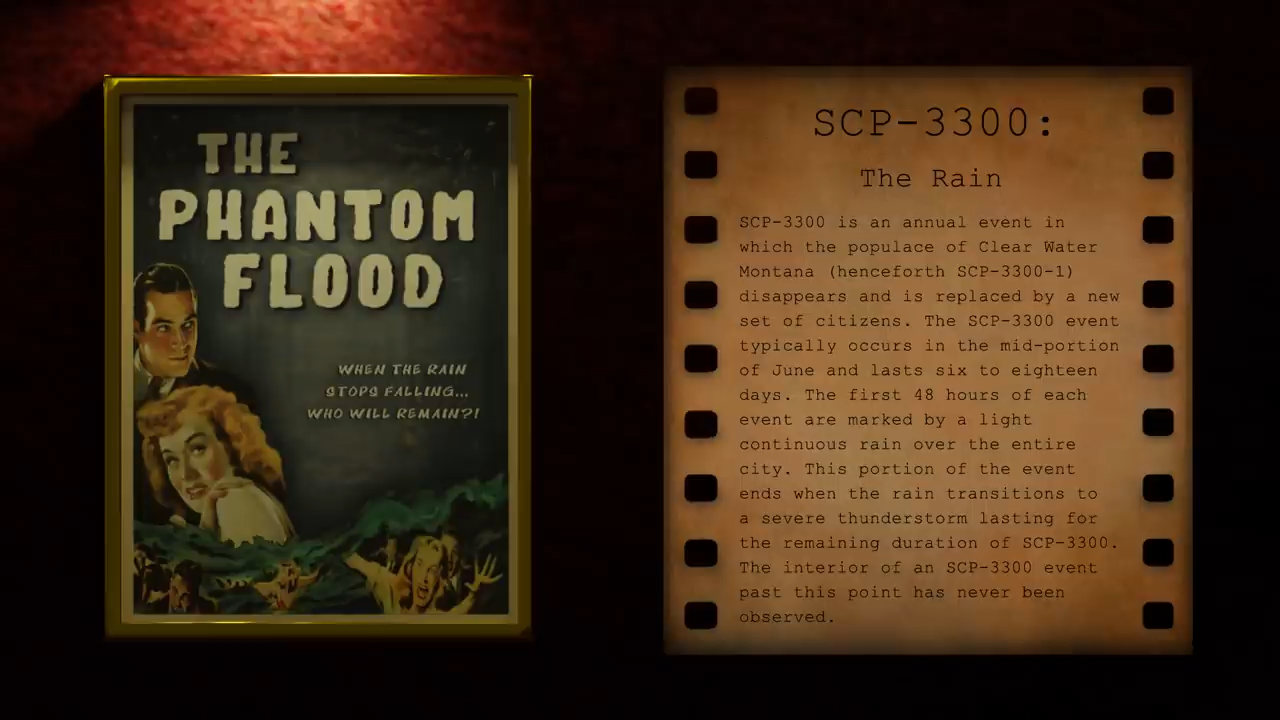 THE
PHANTOM
FLOOD
WHEN THE RAIN
STOPS FALLING...
WHO WILL REMAIN?!
SCP-3300:
The Rain
SCP-3300 is an annual event in
which the populace of Clear Water
Montana (henceforth SCP-3300-1)
disappears and is replaced by a new
set of citizens. The SCP-3300 event
typically occurs in the mid-portion
of June and lasts six to eighteen
days. The first 48 hours of each
event are marked by a light
continuous rain over the entire
city. This portion of the event
ends when the rain transitions to
a severe thunderstorm lasting for
the remaining duration of SCP-3300.
The interior of an SCP-3300 event
past this point has never been
observed.